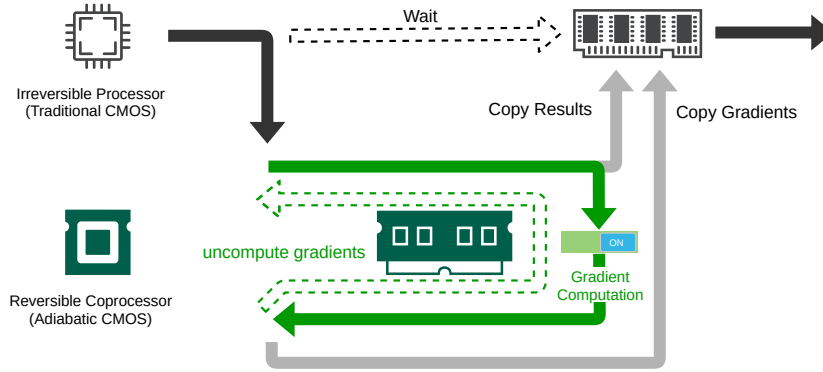 Wait
Irreversible Processor
(Traditional CMOS)
Copy Results
Copy Gradients
uncompute gradients
ON
Gradient
Computation
Reversible Coprocessor
(Adiabatic CMOS)